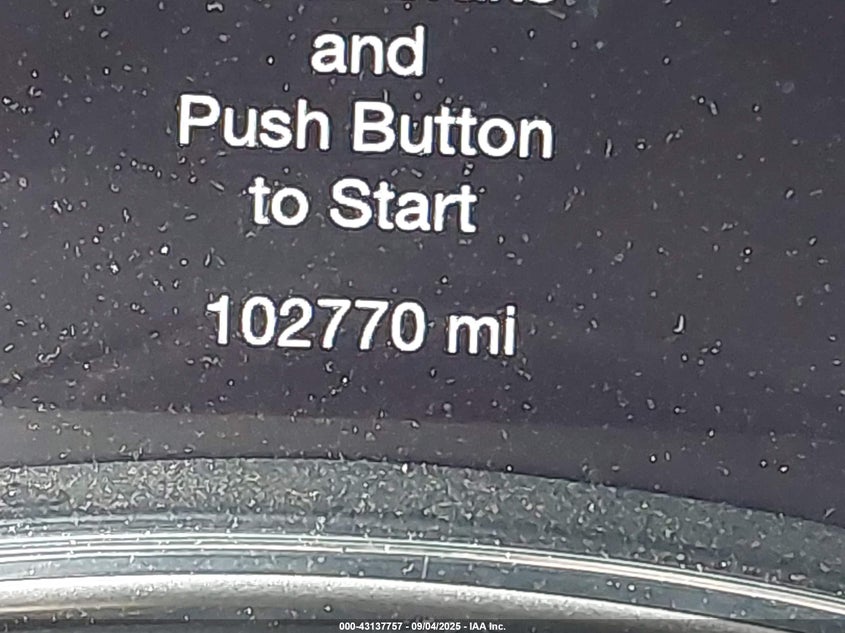 and
Push Button
to Start
102770 mi
000-43137757 - 09/04/2025 - IAA Inc.